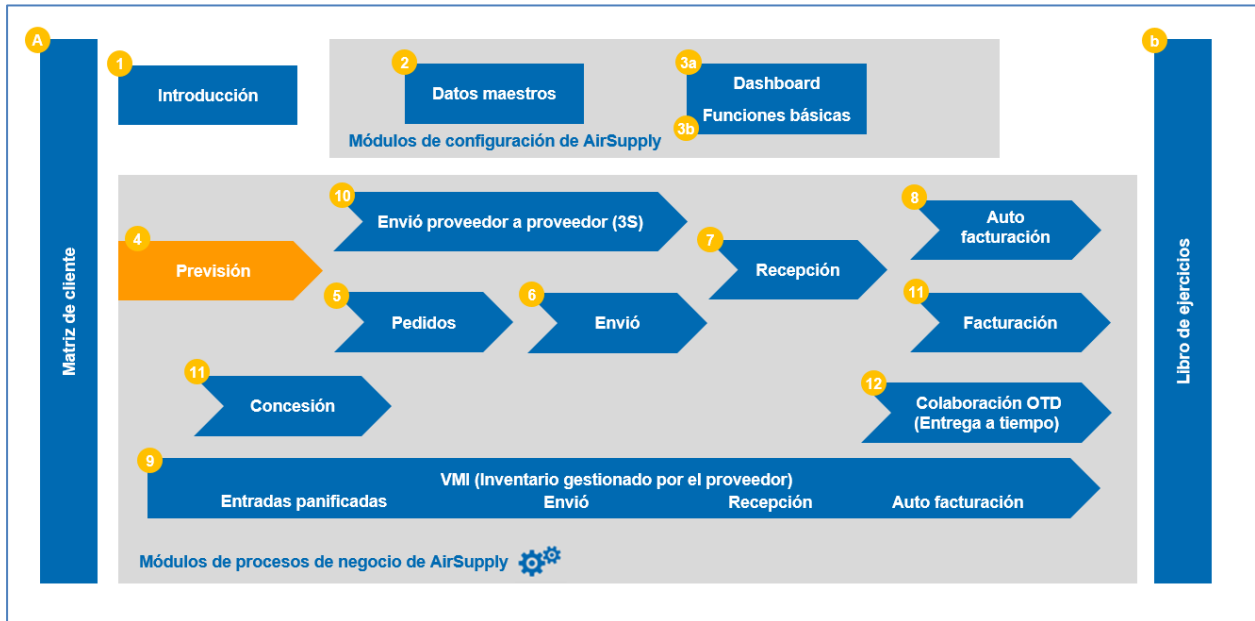 A
Matriz de cliente
1
Introducción
2
Datos maestros
3a
Dashboard
Funciones básicas
3b
Módulos de configuración de AirSupply
b
Libro de ejercicios
10
Envió proveedor a proveedor (3S)
8
Auto
facturación
4
Previsión
7
Recepción
5
Pedidos
6
Envió
11
Facturación
11
Concesión
12
Colaboración OTD
(Entrega a tiempo)
9
VMI (Inventario gestionado por el proveedor)
Entradas panificadas Envió Recepción Auto facturación
Módulos de procesos de negocio de AirSupply